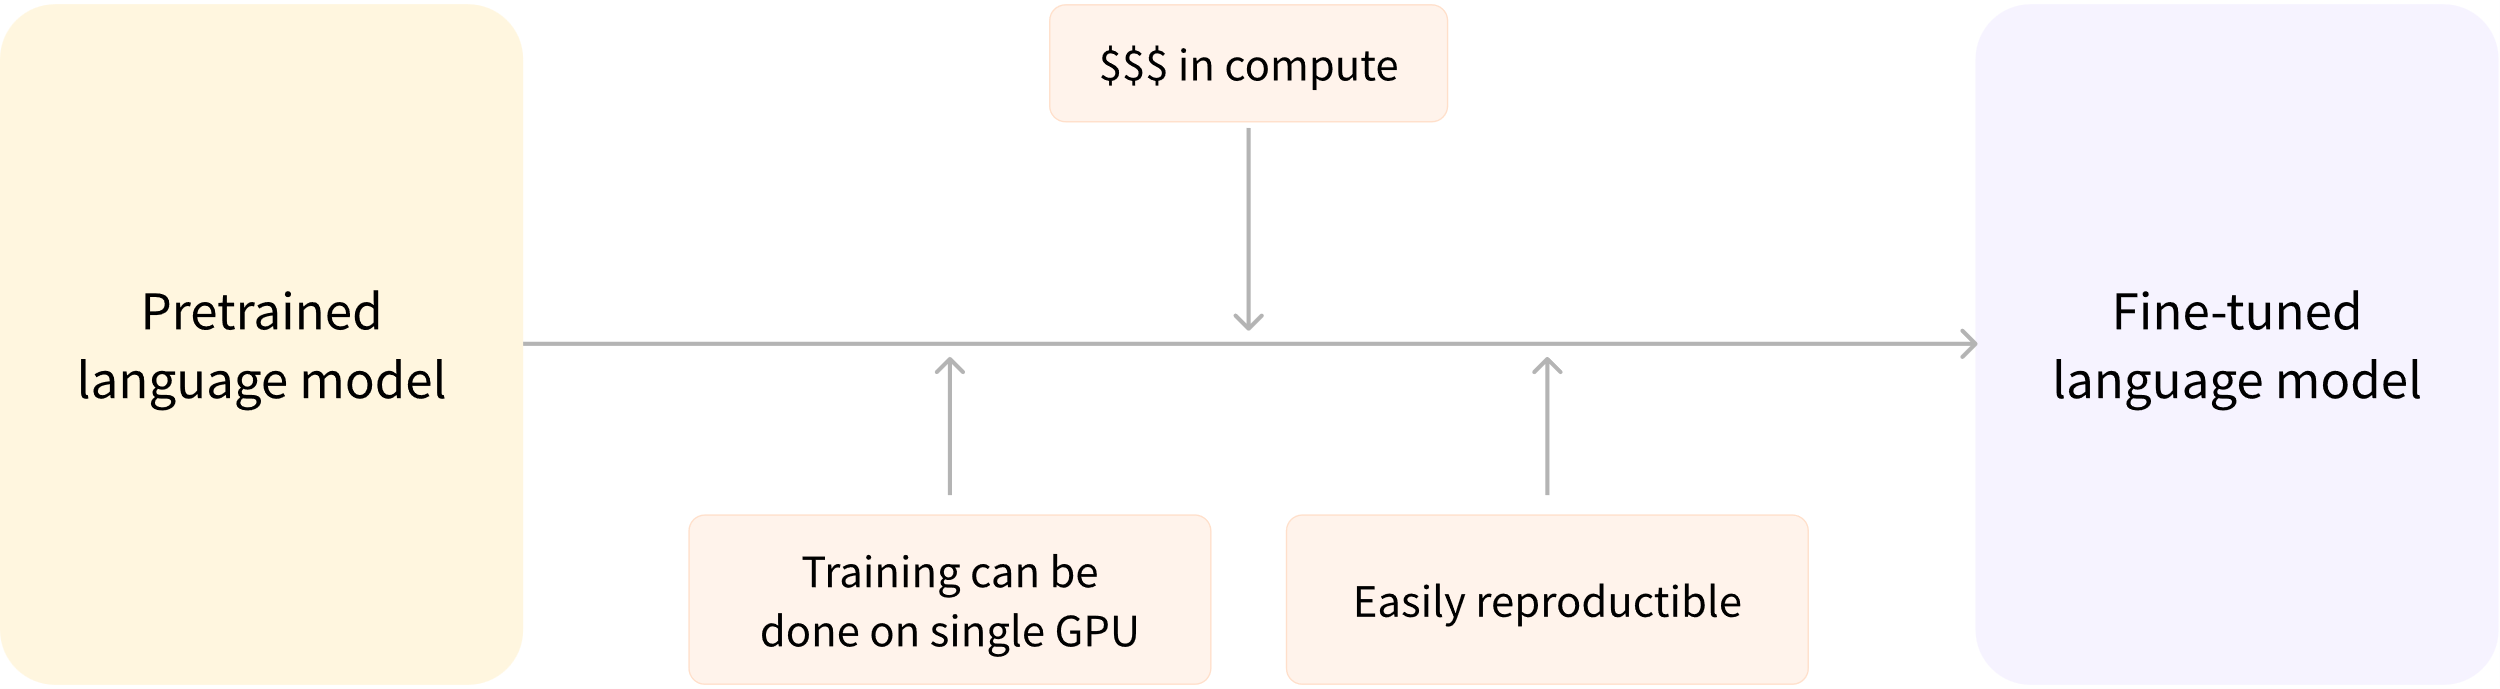 $$$ in compute
Pretrained
language model
Fine-tuned
language model
Training can be
done on single GPU
Easily reproductible